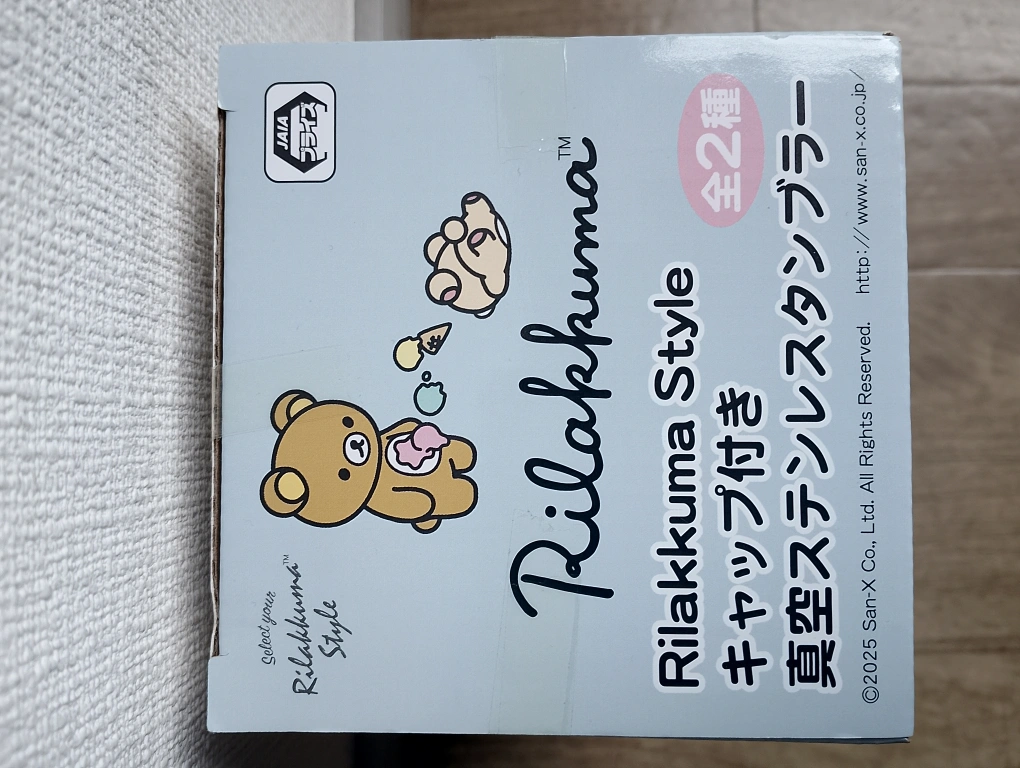 Select your
Rilakkuma™
Style
JAIA
プライズ
Rilakkuma™
Rilakkuma Style
キャップ付き
全2種
真空ステンレスタンブラー
©2025 San-X Co., Ltd. All Rights Reserved. http://www.san-x.co.jp/